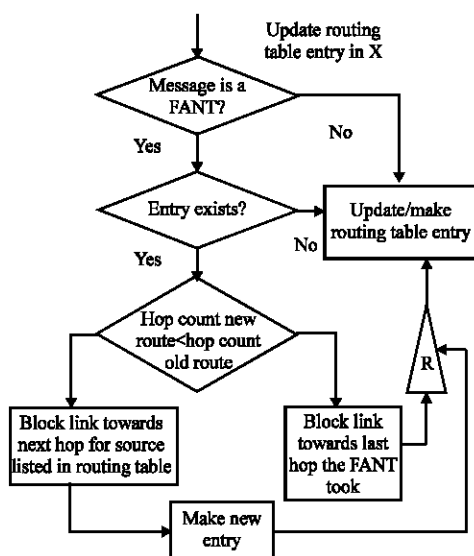 Update routing
table entry in X
Message is a
FANT?
Yes
No
Entry exists?
No
Update/make
routing table entry
Yes
Hop count new
route<hop count
old route
R
Block link towards
next hop for source
listed in routing table
Block link
towards last
hop the FANT
took
Make new
entry